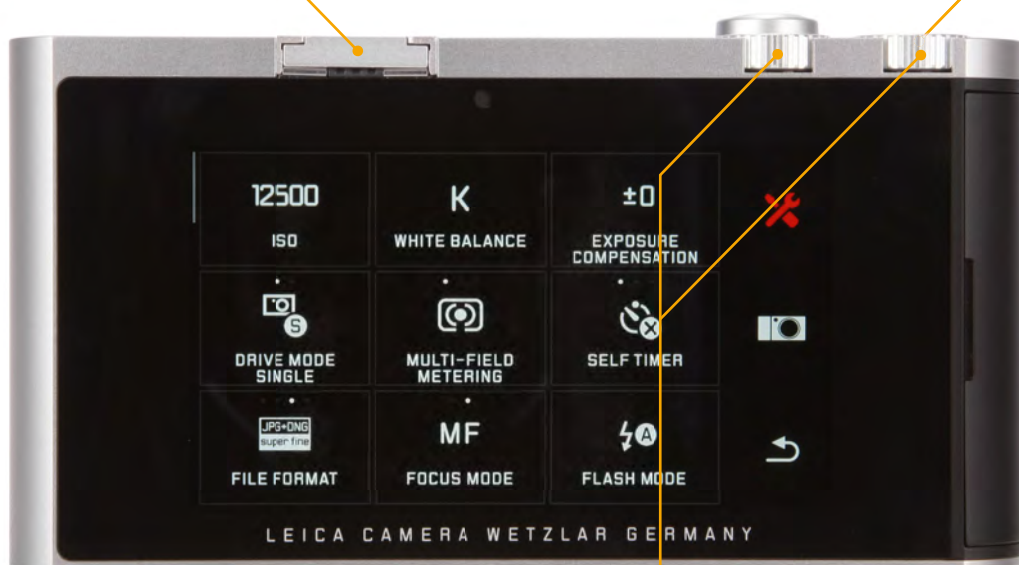 12500
K
±0
ISO
WHITE BALANCE
EXPOSURE
COMPENSATION
S
X
DRIVE MODE
SINGLE
MULTI-FIELD
METERING
SELF TIMER
JPG+DNG
super fine
MF
A
FILE FORMAT
FOCUS MODE
FLASH MODE
LEICA CAMERA WETZLAR GERMANY